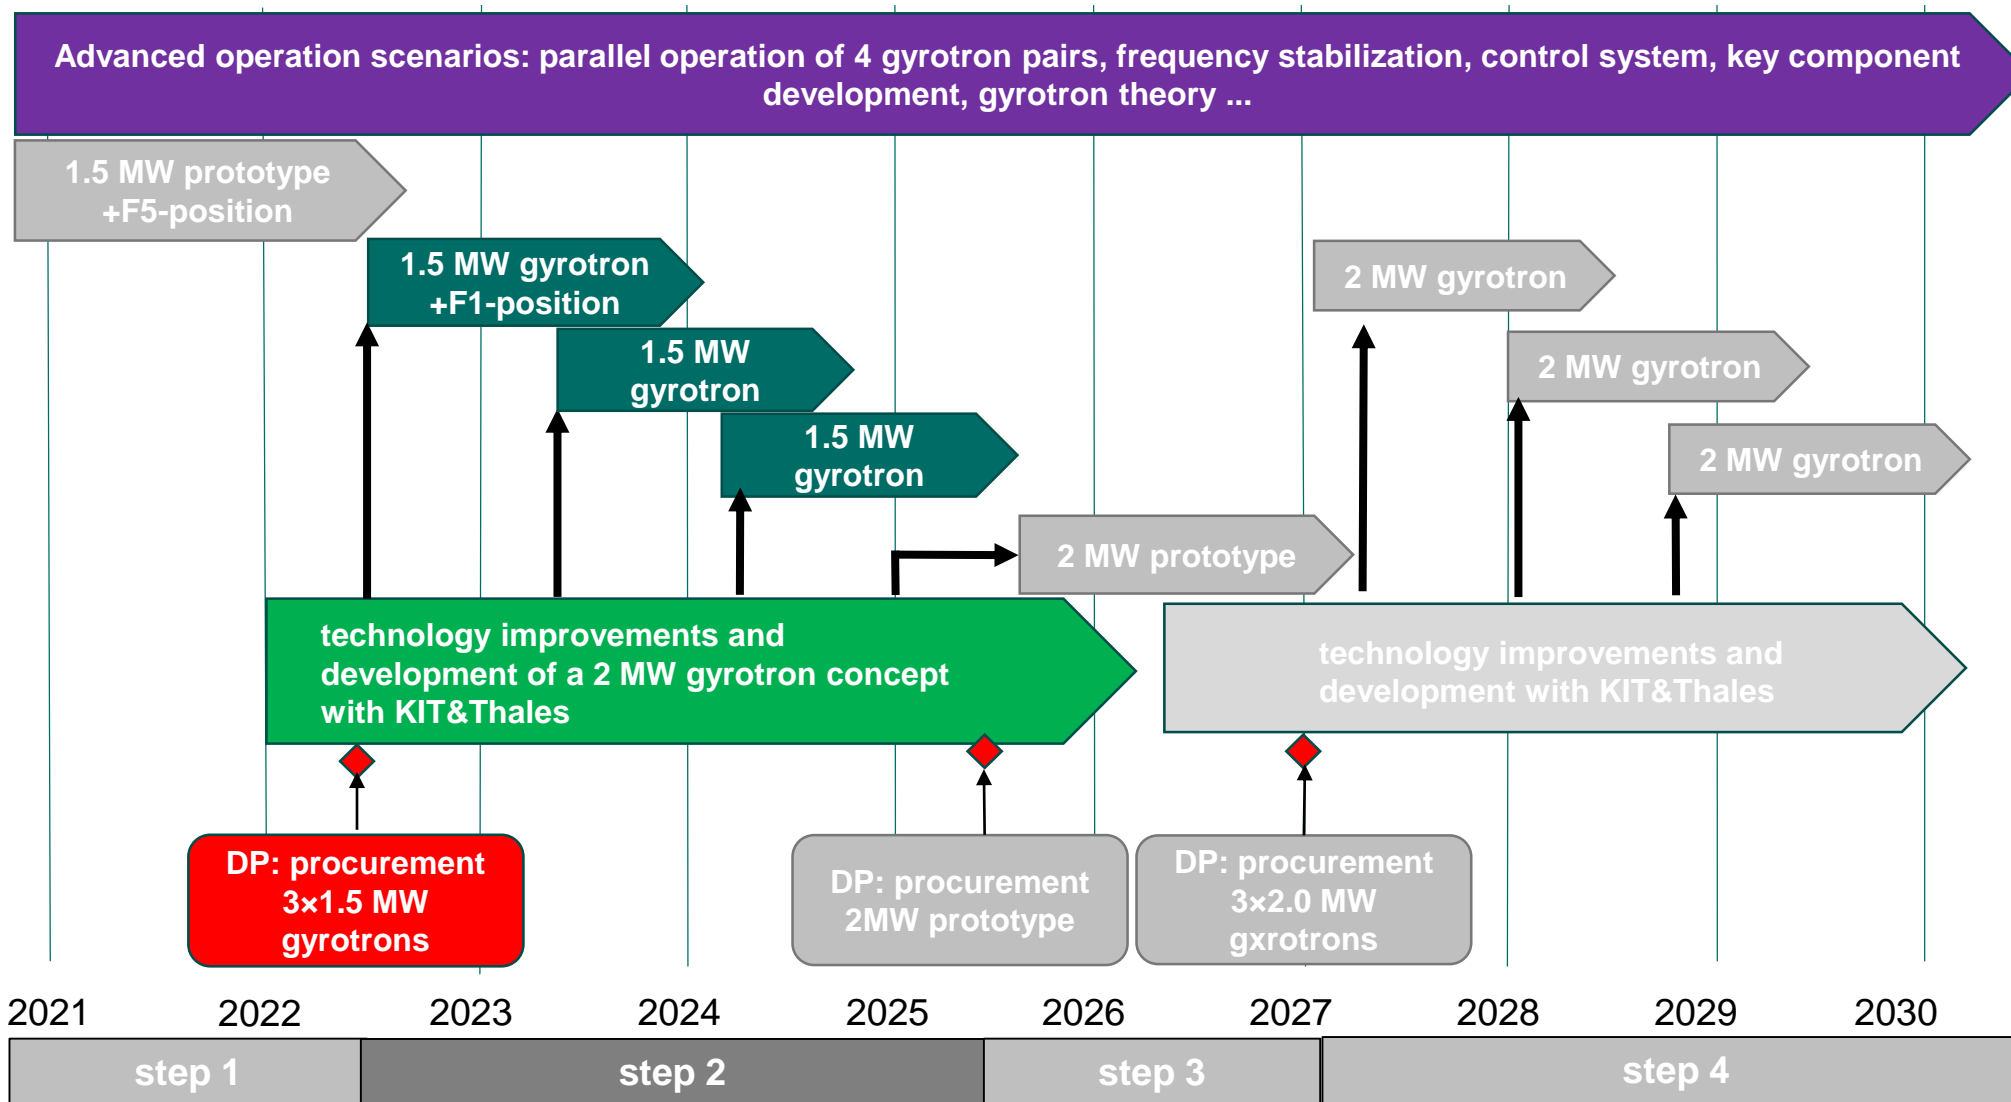 Advanced operation scenarios: parallel operation of 4 gyrotron pairs, frequency stabilization, control system, key component
development, gyrotron theory ...
1.5 MW prototype
+F5-position
1.5 MW gyrotron
+F1-position
2 MW gyrotron
1.5 MW
gyrotron
2 MW gyrotron
1.5 MW
gyrotron
2 MW gyrotron
2 MW prototype
technology improvements and
development of a 2 MW gyrotron concept
with KIT&Thales
technology improvements and
development with KIT&Thales
DP: procurement
3×1.5 MW
gyrotrons
DP: procurement
2MW prototype
DP: procurement
3×2.0 MW
gxrotrons
2021 2022 2023 2024 2025 2026 2027 2028 2029 2030
step 1 step 2 step 3 step 4